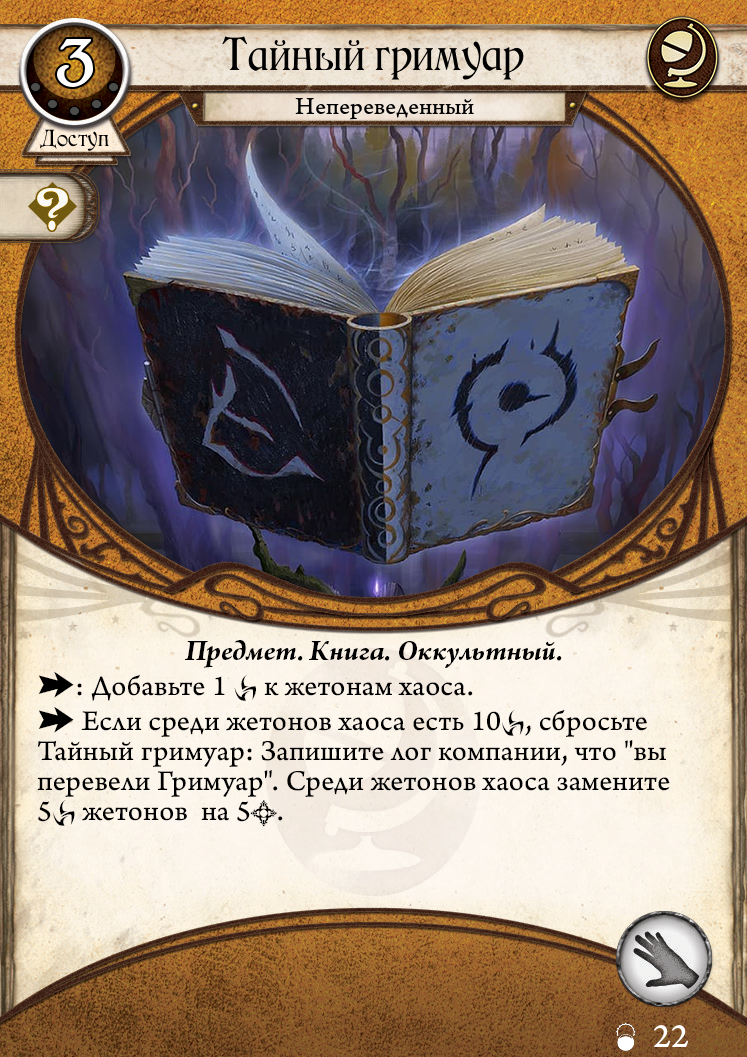 3
Тайный гримуар
Непереведенный
Доступ
?
Предмет. Книга. Оккультный.
: Добавьте 1 к жетонам хаоса.
Если среди жетонов хаоса есть 10, сбросьте
Тайный гримуар: Запишите лог компании, что "вы
перевели Гримуар". Среди жетонов хаоса замените
5 жетонов на 5.
22